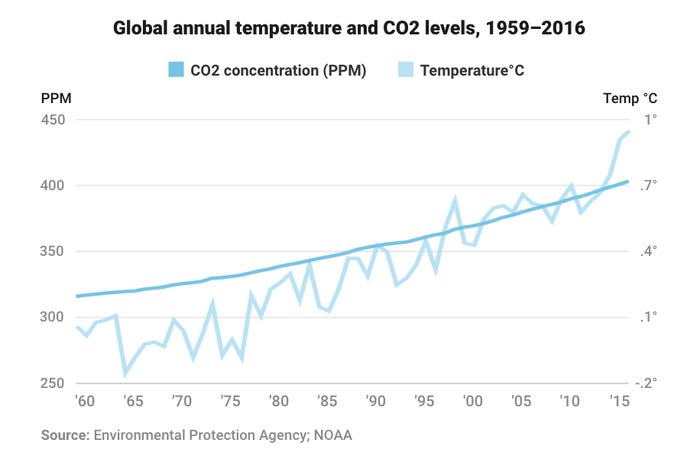 Global annual temperature and CO2 levels, 1959–2016
CO2 concentration (PPM) Temperature°C
PPM Temp °C
450 1°
400 .7°
350 .4°
300 .1°
250 -.2°
'60 '65 '70 '75 '80 '85 '90 '95 '00 '05 '10 '15
Source: Environmental Protection Agency; NOAA